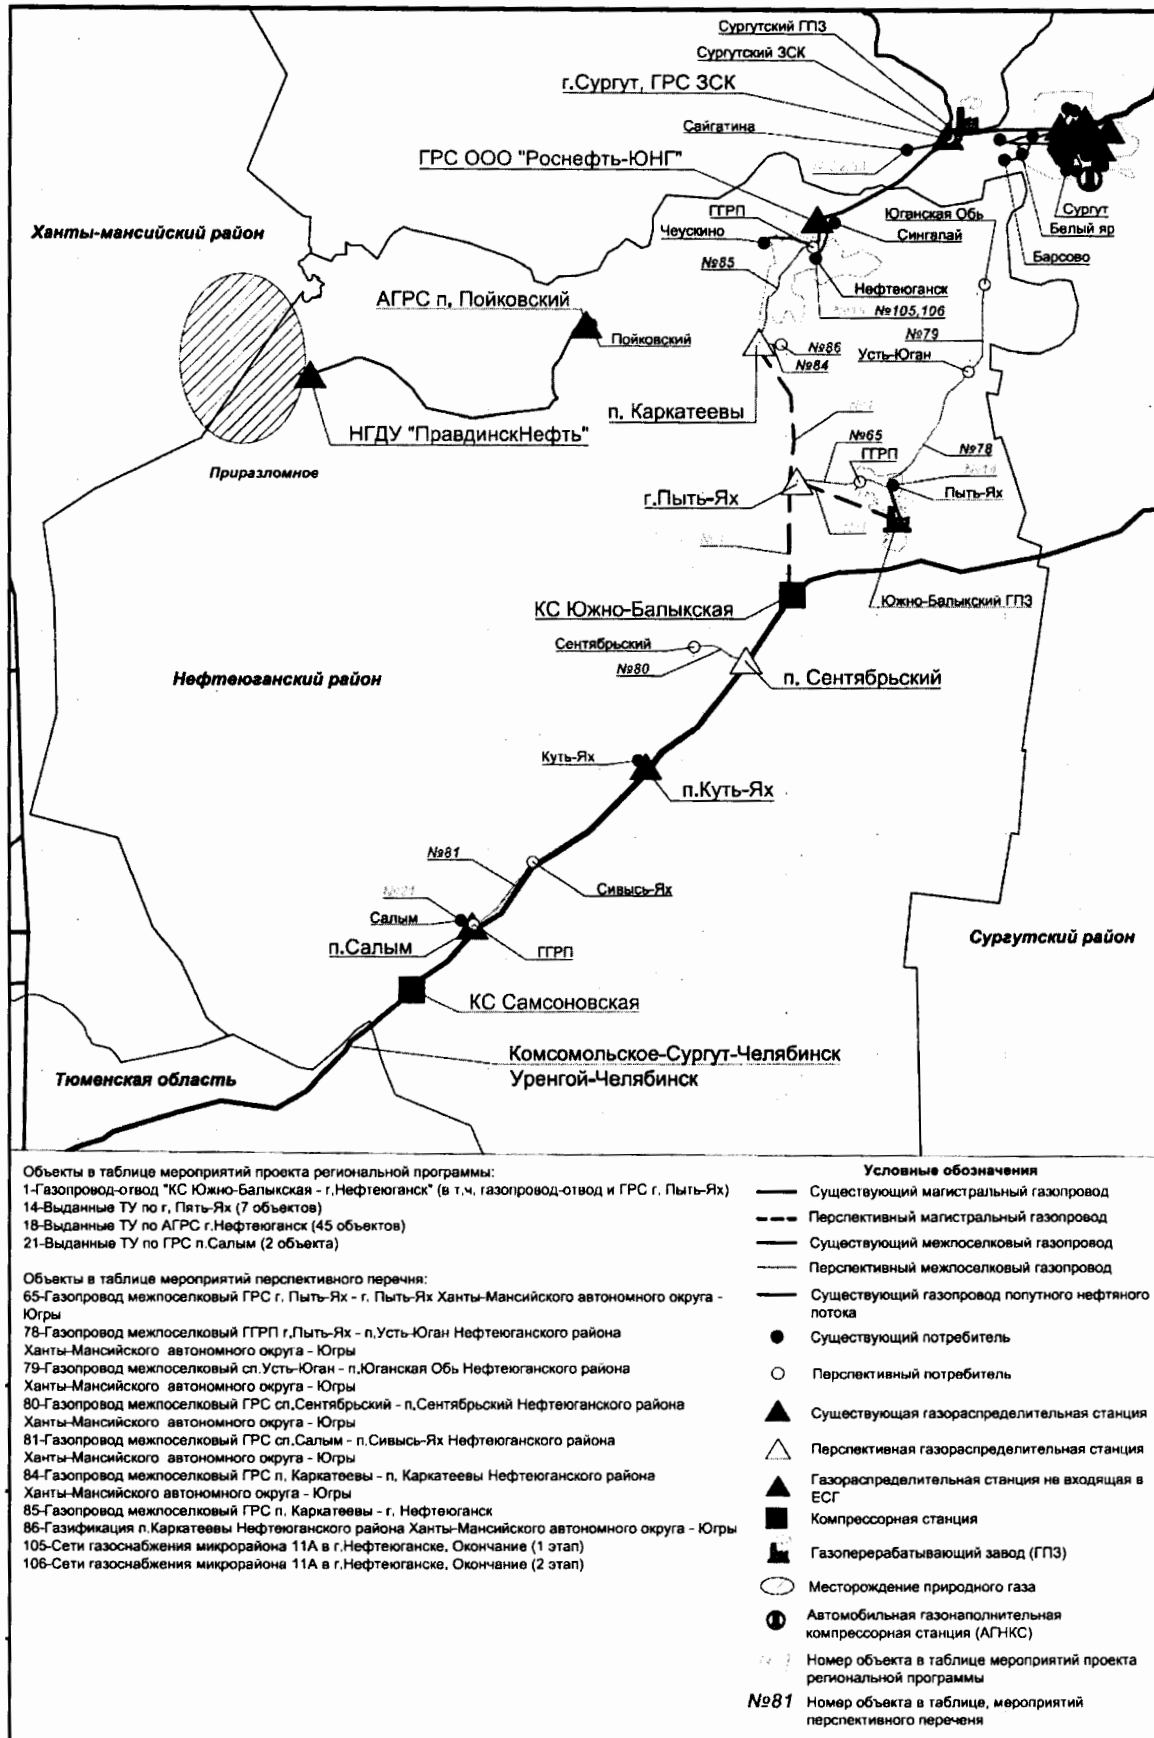 Сургутский ГПЗ
Сургутский ЗСК
г.Сургут, ГРС ЗСК
Сайгатина
ГРС ООО "Роснефть-ЮНГ"
Ханты-мансийский район
ГГРП
Чеускино
Юганская Обь
Сургут
Белый яр
Сингапай
Барсово
№85
Нефтеюганск
№105,106
АГРС п, Пойковский
Пойковский
№86
№84
№79
Усть-Юган
п. Каркатеевы
НГДУ "ПравдинскНефть"
Приразломное
№65
ГГРП
№78
г.Пыть-Ях
Пыть-Ях
КС Южно-Балыкская
Южно-Балыкский ГПЗ
Сентябрьский
№80
п. Сентябрьский
Нефтеюганский район
Куть-Ях
п.Куть-Ях
№81
Сивысь-Ях
№21
Салым
п.Салым
ГГРП
Сургутский район
КС Самсоновская
Комсомольское-Сургут-Челябинск
Уренгой-Челябинск
Тюменская область
Объекты в таблице мероприятий проекта региональной программы:
1-Газопровод-отвод "КС Южно-Балыкская - г,Нефтеюганск" (в т,ч, газопровод-отвод и ГРС г, Пыть-Ях)
14-Выданные ТУ по г, Пять-Ях (7 объектов)
18-Выданные ТУ по АГРС г.Нефтеюганск (45 объектов)
21-Выданные ТУ по ГРС п.Салым (2 объекта)
Объекты в таблице мероприятий перспективного перечня:
65-Газопровод межпоселковый ГРС г. Пыть-Ях - г. Пыть-Ях Ханты-Мансийского автономного округа -
Югры
78-Газопровод межпоселковый ГГРП г.Пыть-Ях - п,Усть-Юган Нефтеюганского района
Ханты-Мансийского автономного округа - Югры
79-Газопровод межпоселковый сп.Усть-Юган - п.Юганская Обь Нефтеюганского района
Ханты-Мансийского автономного округа - Югры
80-Газопровод межпоселковый ГРС сп,Сентябрьский - п,Сентябрьский Нефтеюганского района
Ханты-Мансийского автономного округа - Югры
81-Газопровод межпоселковый ГРС сп.Салым - п.Сивысь-Ях Нефтеюганского района
Ханты-Мансийского автономного округа - Югры
84-Газопровод межпоселковый ГРС п, Каркатеевы - п, Каркатеевы Нефтеюганского района
Ханты-Мансийского автономного округа - Югры
85-Газопровод межпоселковый ГРС п, Каркатеевы - г, Нефтеюганск
86-Газификация п.Каркатеевы Нефтеюганского района Ханты-Мансийского автономного округа - Югры
105-Сети газоснабжения микрорайона 11А в г.Нефтеюганске. Окончание (1 этап)
106-Сети газоснабжения микрорайона 11А в г.Нефтеюганске. Окончание (2 этап)
Условные обозначения
Существующий магистральный газопровод
Перспективный магистральный газопровод
Существующий межпоселковый газопровод
Перспективный межпоселковый газопровод
Существующий газопровод попутного нефтяного
потока
Существующий потребитель
Перспективный потребитель
Существующая газораспределительная станция
Перспективная газораспределительная станция
Газораспределительная станция не входящая в
ЕСГ
Компрессорная станция
Газоперерабатывающий завод (ГПЗ)
Месторождение природного газа
Автомобильная газонаполнительная
компрессорная станция (АГНКС)
Номер объекта в таблице мероприятий проекта
региональной программы
№81 Номер объекта в таблице, мероприятий
перспективного переченя